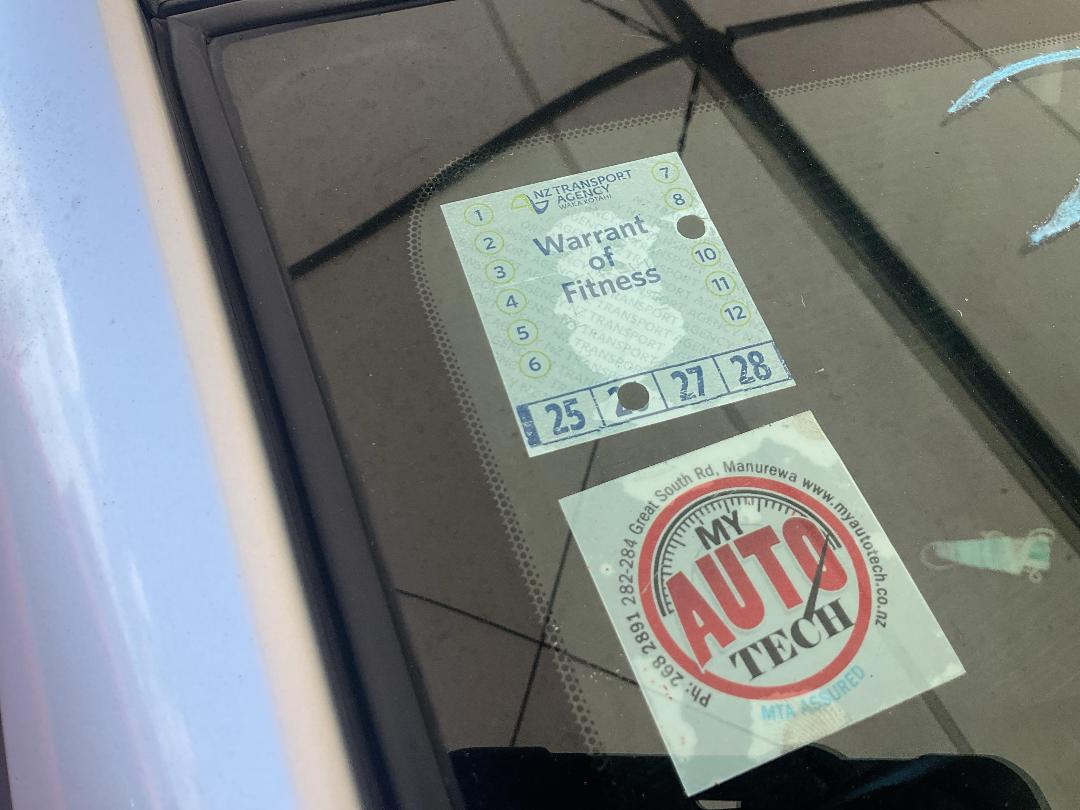 NZ TRANSPORT
AGENCY
WAKA KOTAHI
Warrant
of
Fitness
1
2
3
4
5
6
7
8
10
11
12
25 2 27 28
Ph: 268 2891 282-284 Great South Rd, Manurewa www.myautotech.co.nz
MY
AUTO
TECH
MTA ASSURED